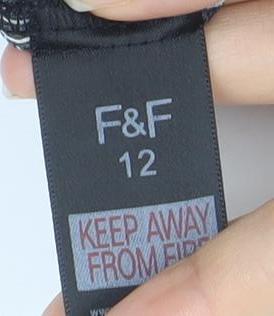 F&F
12
KEEP AWAY
FROM FIRE